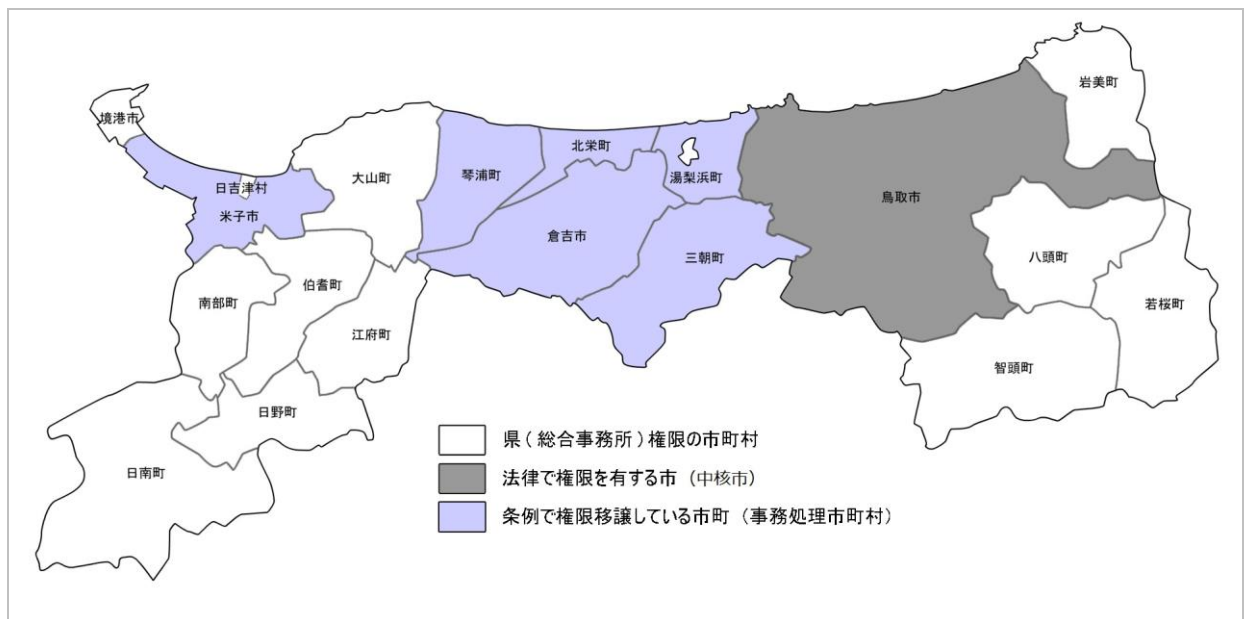 岩美町
境港市
北栄町
大山町
琴浦町
湯梨浜町
日吉津村
鳥取市
米子市
倉吉市
三朝町
八頭町
伯耆町
南部町
若桜町
江府町
智頭町
日野町
県（総合事務所）権限の市町村
日南町
法律で権限を有する市（中核市）
条例で権限移譲している市町（事務処理市町村）